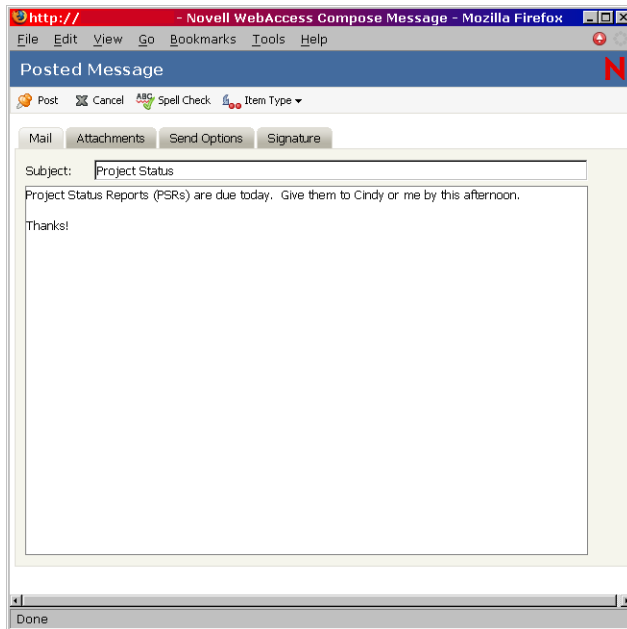 http:// - Novell WebAccess Compose Message - Mozilla Firefox
File Edit View Go Bookmarks Tools Help
Posted Message N
Post Cancel ABC Spell Check Item Type
Mail Attachments Send Options Signature
Subject: Project Status
Project Status Reports (PSRs) are due today. Give them to Cindy or me by this afternoon.
Thanks!
Done